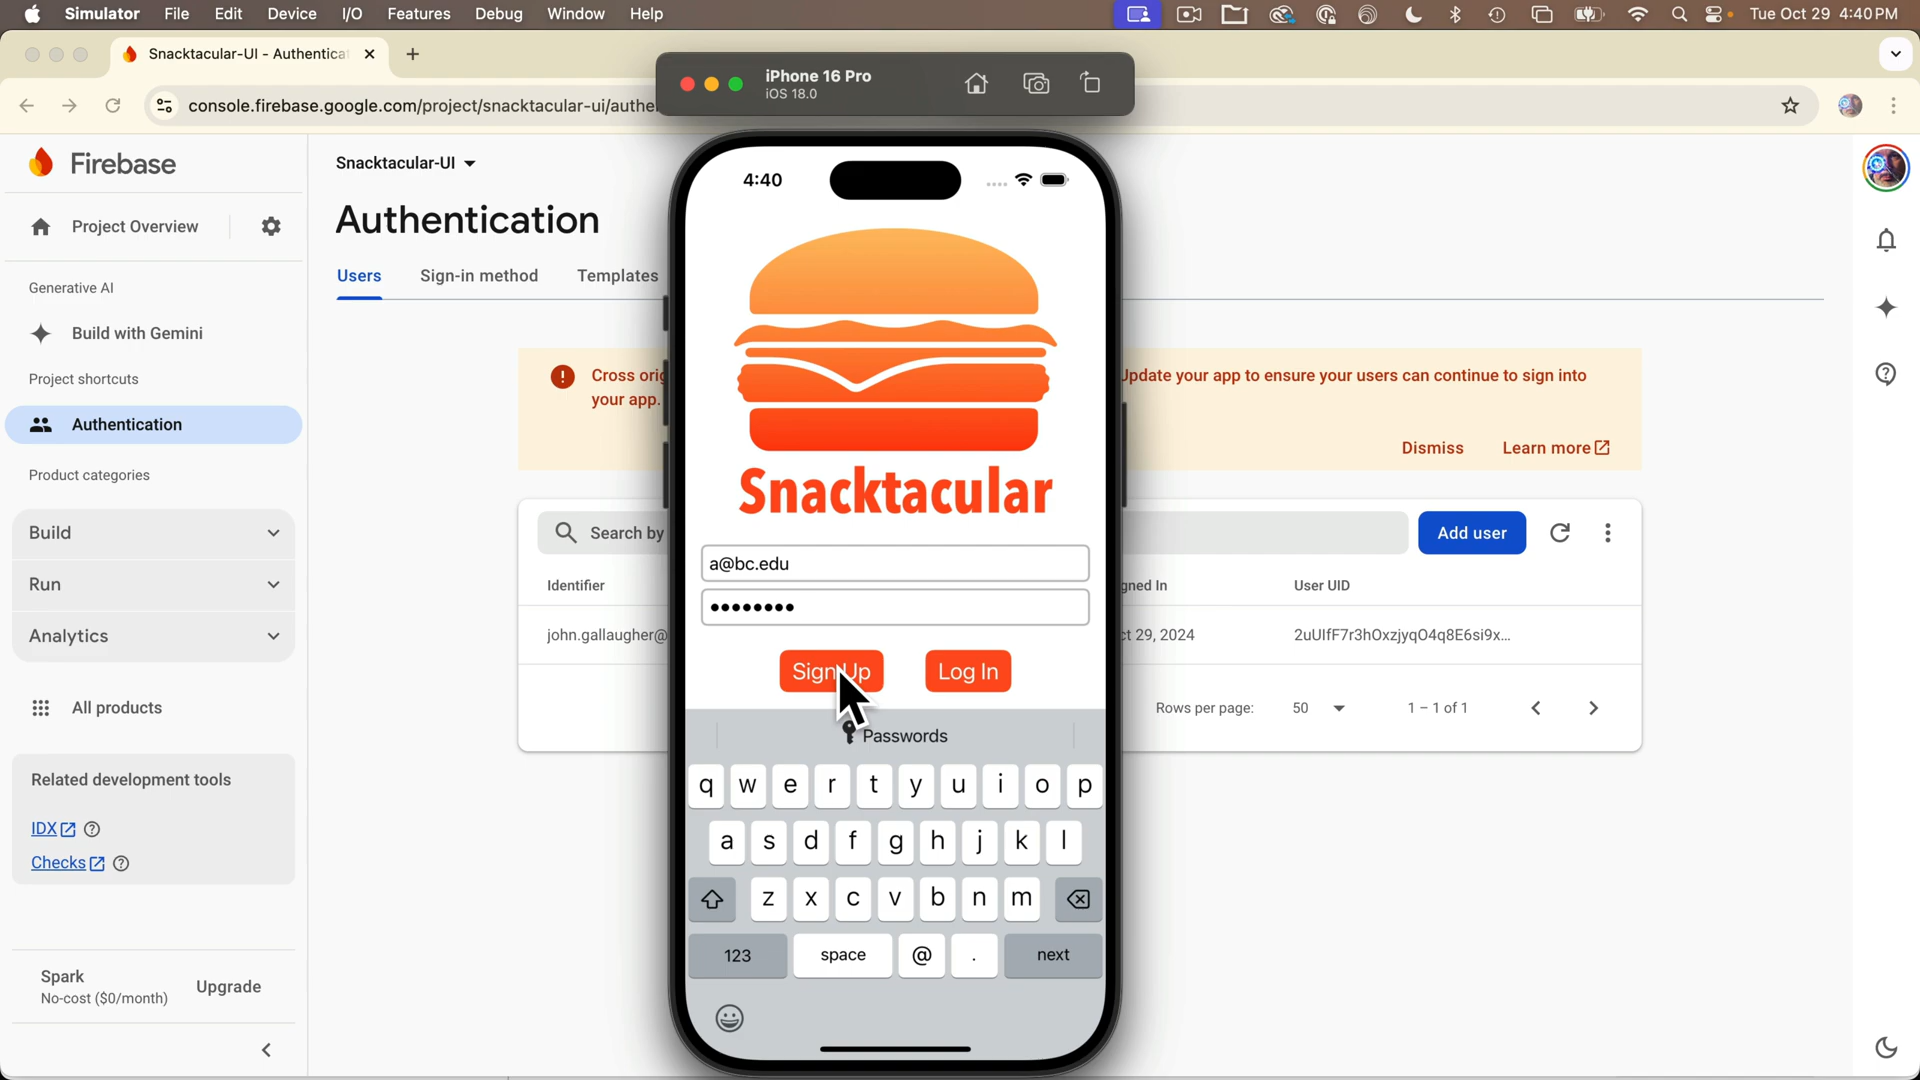 Simulator File Edit Device I/O Features Debug Window Help Tue Oct 29 4:40 PM
Snacktacular-UI - Authentica
console.firebase.google.com/project/snacktacular-ui/authe
iPhone 16 Pro
iOS 18.0
Firebase
Project Overview
Generative AI
Build with Gemini
Project shortcuts
Authentication
Product categories
Build
Run
Analytics
All products
Related development tools
IDX
Checks
Spark
No-cost ($0/month)
Upgrade
Snacktacular-UI
Authentication
Users Sign-in method Templates
Cross orig Update your app to ensure your users can continue to sign into
your app.
Dismiss Learn more
Search by
Add user
Identifier gned In User UID
john.gallaugher@ ct 29, 2024 2uUIfF7r3hOxzjyqO4q8E6si9x...
Rows per page: 50 1 – 1 of 1
4:40
Snacktacular
a@bc.edu
Sign Up Log In
Passwords
q w e r t y u i o p
a s d f g h j k l
z x c v b n m
123 space @ . next